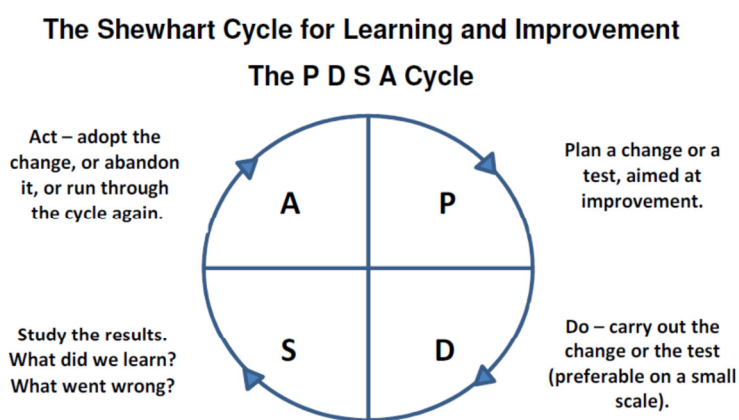 The Shewhart Cycle for Learning and Improvement
The P D S A Cycle
Act – adopt the
change, or abandon
it, or run through
the cycle again.
A
P
Plan a change or a
test, aimed at
improvement.
Study the results.
What did we learn?
What went wrong?
S
D
Do – carry out the
change or the test
(preferable on a small
scale).